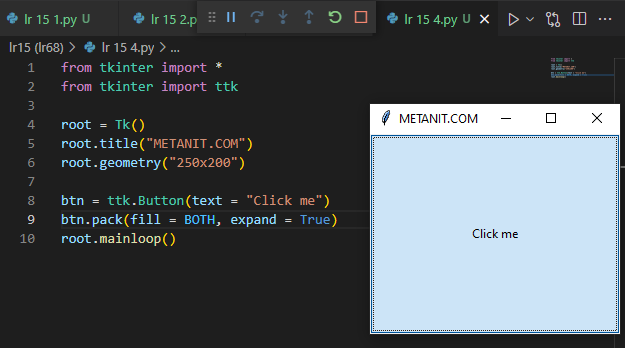 lr 15 1.py U
lr 15 2.p
lr 15 4.py U
lr15 (lr68) > lr 15 4.py > ...
1 from tkinter import *
2 from tkinter import ttk
3
4 root = Tk()
5 root.title("METANIT.COM")
6 root.geometry("250x200")
7
8 btn = ttk.Button(text = "Click me")
9 btn.pack(fill = BOTH, expand = True)
10 root.mainloop()
METANIT.COM
Click me